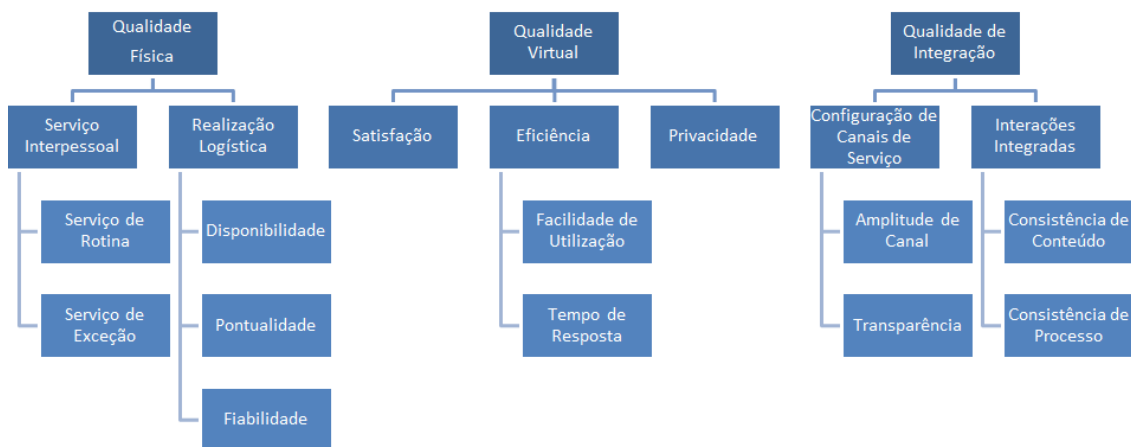 Qualidade
Física
Serviço
Interpessoal
Realização
Logística
Serviço de
Rotina
Serviço de
Exceção
Disponibilidade
Pontualidade
Fiabilidade
Qualidade
Virtual
Satisfação
Eficiência
Privacidade
Facilidade de
Utilização
Tempo de
Resposta
Qualidade de
Integração
Configuração de
Canais de
Serviço
Interações
Integradas
Amplitude de
Canal
Transparência
Consistência de
Conteúdo
Consistência de
Processo